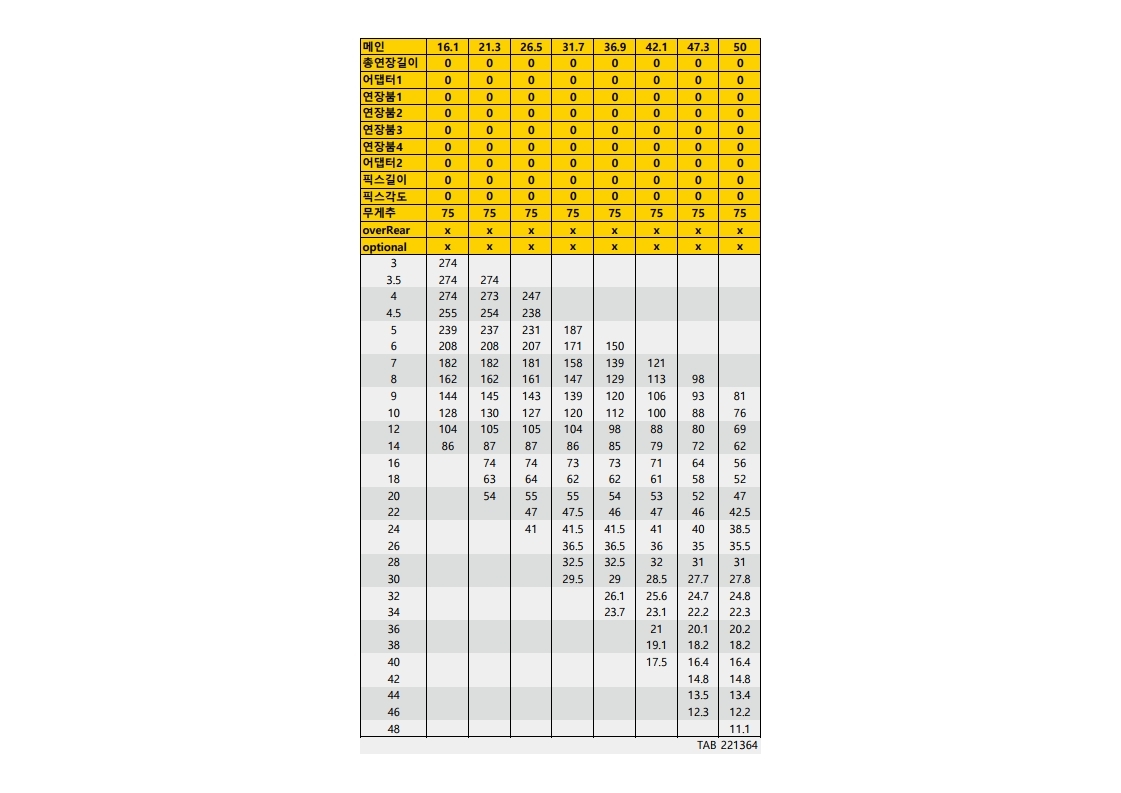 메인 16.1 21.3 26.5 31.7 36.9 42.1 47.3 50
총연장길이 0 0 0 0 0 0 0 0
어댑터1 0 0 0 0 0 0 0 0
연장붐1 0 0 0 0 0 0 0 0
연장붐2 0 0 0 0 0 0 0 0
연장붐3 0 0 0 0 0 0 0 0
연장붐4 0 0 0 0 0 0 0 0
어댑터2 0 0 0 0 0 0 0 0
픽스길이 0 0 0 0 0 0 0 0
픽스각도 0 0 0 0 0 0 0 0
무게추 75 75 75 75 75 75 75 75
overRear x x x x x x x x
optional x x x x x x x x
3 274
3.5 274 274
4 274 273 247
4.5 255 254 238
5 239 237 231 187
6 208 208 207 171 150
7 182 182 181 158 139 121
8 162 162 161 147 129 113 98
9 144 145 143 139 120 106 93 81
10 128 130 127 120 112 100 88 76
12 104 105 105 104 98 88 80 69
14 86 87 87 86 85 79 72 62
16 74 74 73 73 71 64 56
18 63 64 62 62 61 58 52
20 54 55 55 54 53 52 47
22 47 47.5 46 47 46 42.5
24 41 41.5 41.5 41 40 38.5
26 36.5 36.5 36 35 35.5
28 32.5 32.5 32 31 31
30 29.5 29 28.5 27.7 27.8
32 26.1 25.6 24.7 24.8
34 23.7 23.1 22.2 22.3
36 21 20.1 20.2
38 19.1 18.2 18.2
40 17.5 16.4 16.4
42 14.8 14.8
44 13.5 13.4
46 12.3 12.2
48 11.1
TAB 221364